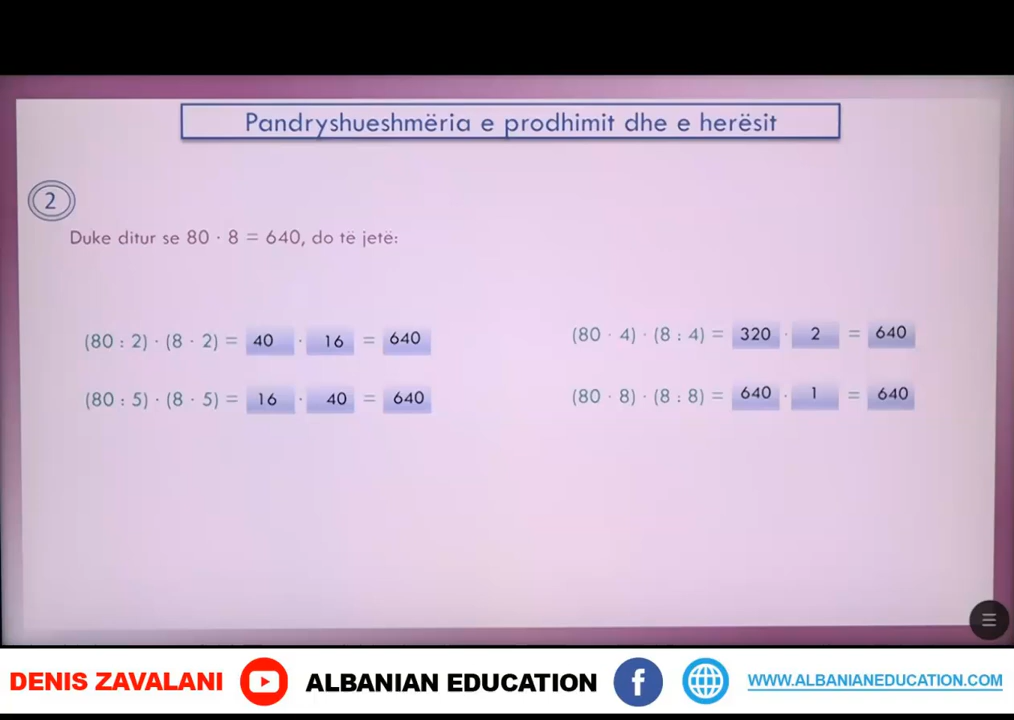 Pandryshueshmëria e prodhimit dhe e herësit
2
Duke ditur se 80 · 8 = 640, do të jetë:
(80 : 2) · (8 · 2) = 40 · 16 = 640
(80 · 4) · (8 : 4) = 320 · 2 = 640
(80 : 5) · (8 · 5) = 16 · 40 = 640
(80 · 8) · (8 : 8) = 640 · 1 = 640
DENIS ZAVALANI ALBANIAN EDUCATION f WWW.ALBANIANEDUCATION.COM